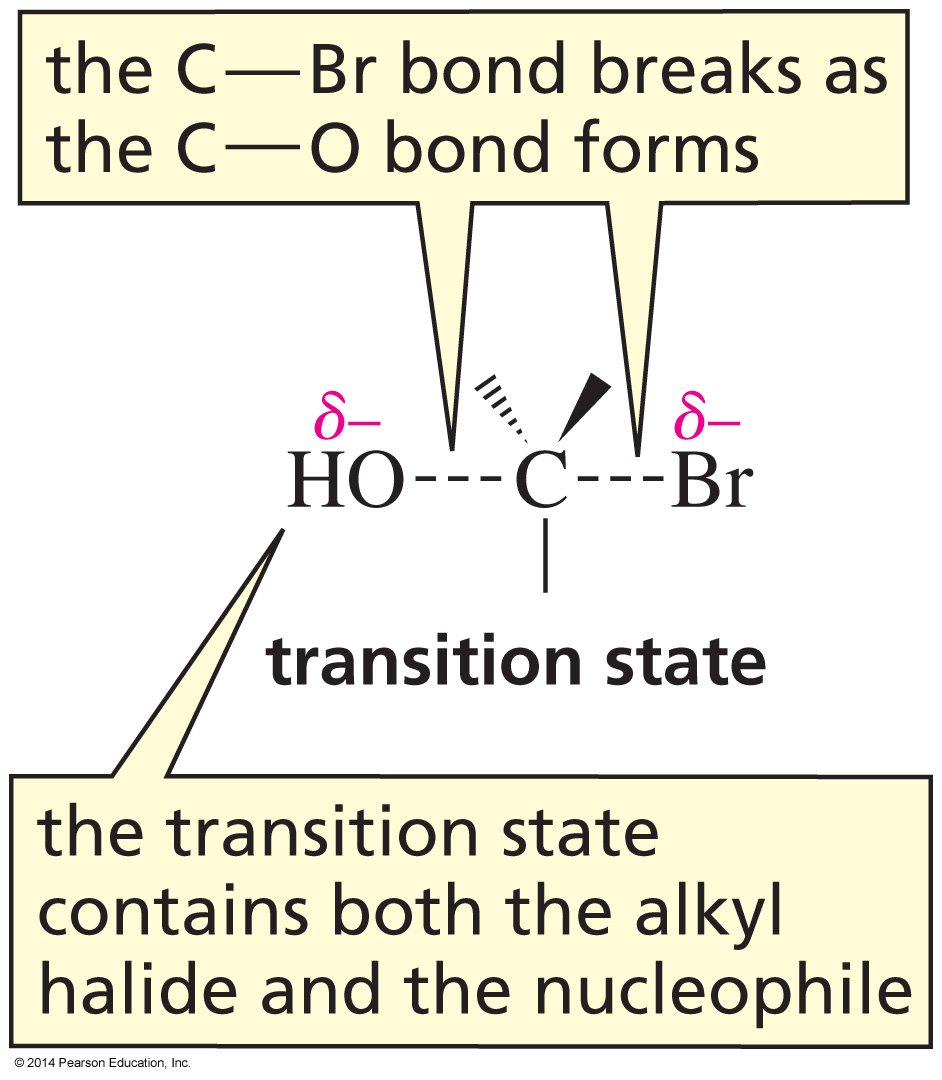 the C—Br bond breaks as
the C—O bond forms
δ– δ–
HO---C---Br
transition state
the transition state
contains both the alkyl
halide and the nucleophile
© 2014 Pearson Education, Inc.